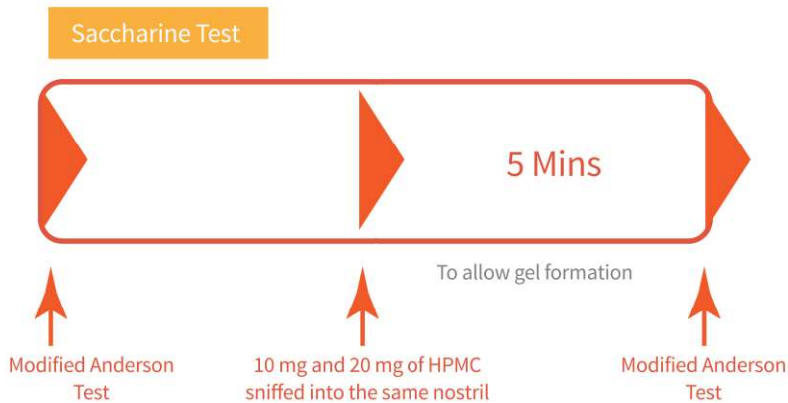 Saccharine Test
5 Mins
To allow gel formation
Modified Anderson
Test
10 mg and 20 mg of HPMC
sniffed into the same nostril
Modified Anderson
Test